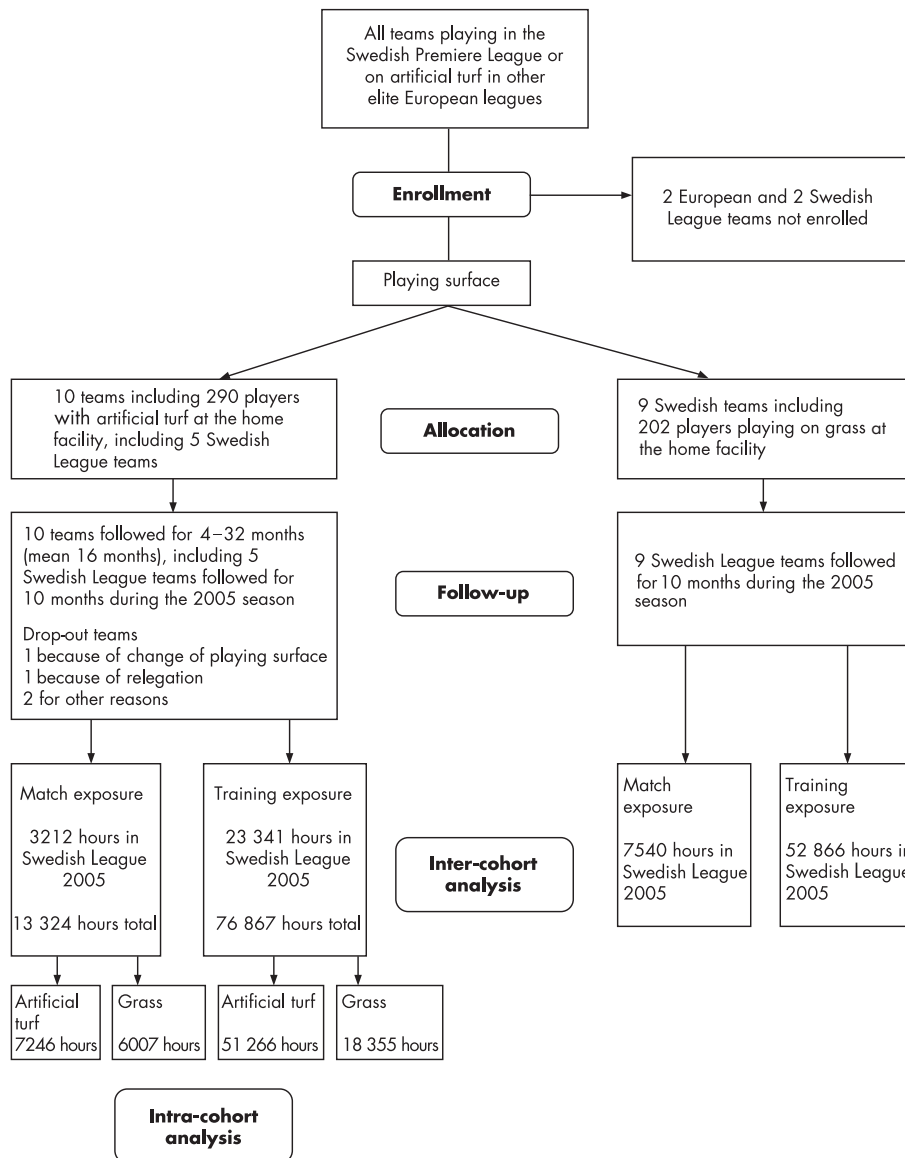 All teams playing in the
Swedish Premiere League or
on artificial turf in other
elite European leagues
Enrollment
2 European and 2 Swedish
League teams not enrolled
Playing surface
10 teams including 290 players
with artificial turf at the home
facility, including 5 Swedish
League teams
Allocation
9 Swedish teams including
202 players playing on grass at
the home facility
10 teams followed for 4–32 months
(mean 16 months), including 5
Swedish League teams followed for
10 months during the 2005 season
Drop-out teams
1 because of change of playing surface
1 because of relegation
2 for other reasons
Follow-up
9 Swedish League teams followed
for 10 months during the 2005
season
Match exposure
3212 hours in
Swedish League
2005
13 324 hours total
Training exposure
23 341 hours in
Swedish League
2005
76 867 hours total
Inter-cohort
analysis
Match
exposure
7540 hours in
Swedish League
2005
Training
exposure
52 866 hours in
Swedish League
2005
Artificial
turf
7246 hours
Grass
6007 hours
Artificial turf
51 266 hours
Grass
18 355 hours
Intra-cohort
analysis